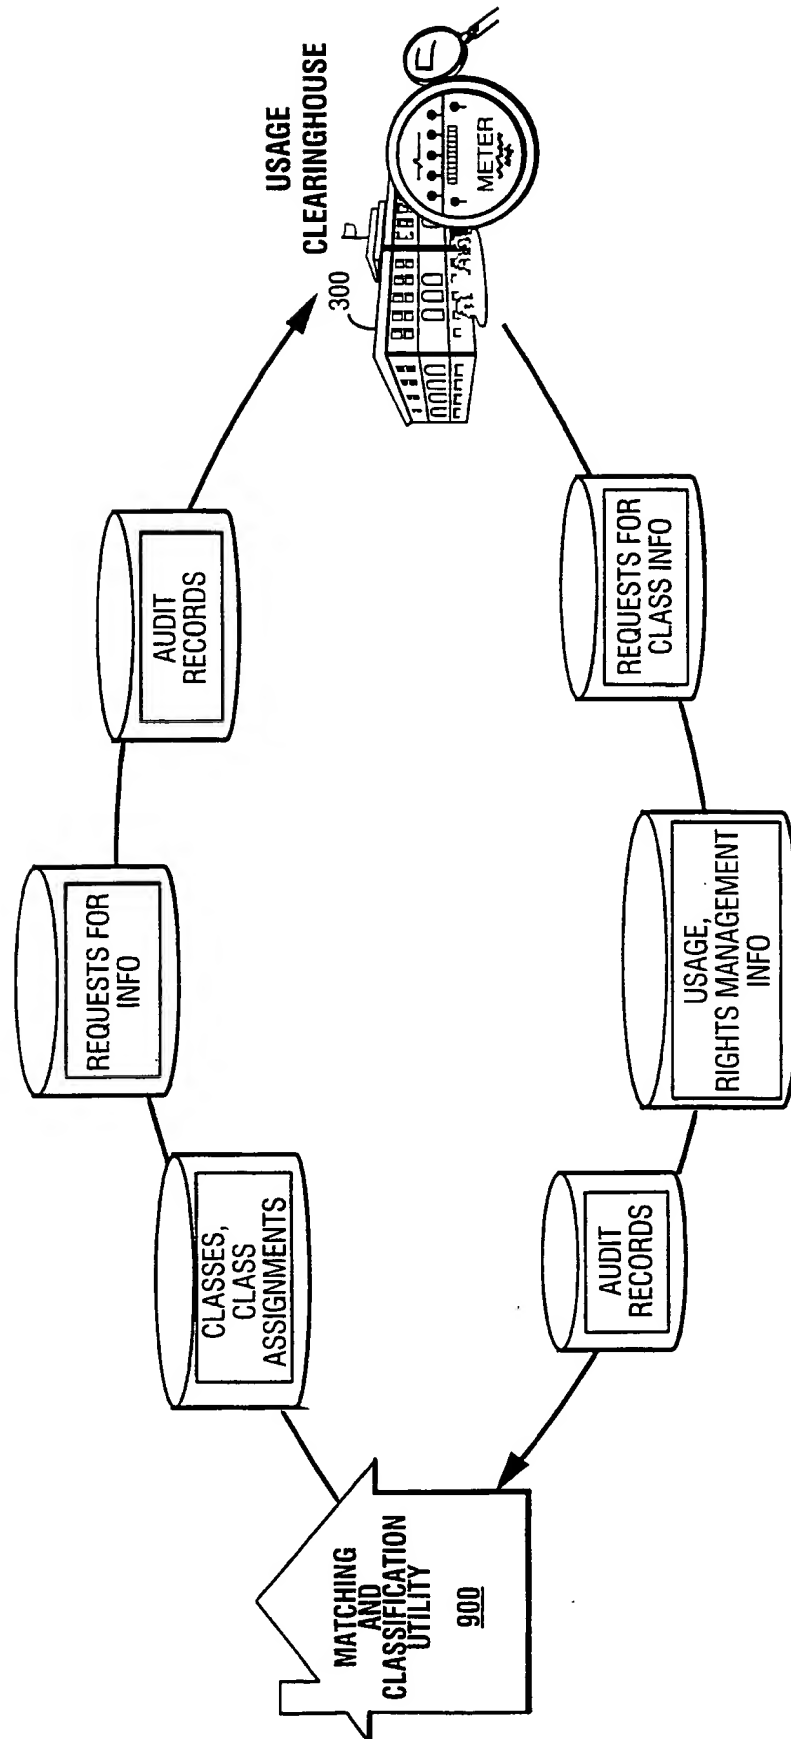 MATCHING
AND
CLASSIFICATION
UTILITY
900
CLASSES,
CLASS
ASSIGNMENTS
REQUESTS FOR
INFO
AUDIT
RECORDS
USAGE
CLEARINGHOUSE
300
METER
REQUESTS FOR
CLASS INFO
USAGE,
RIGHTS MANAGEMENT
INFO
AUDIT
RECORDS